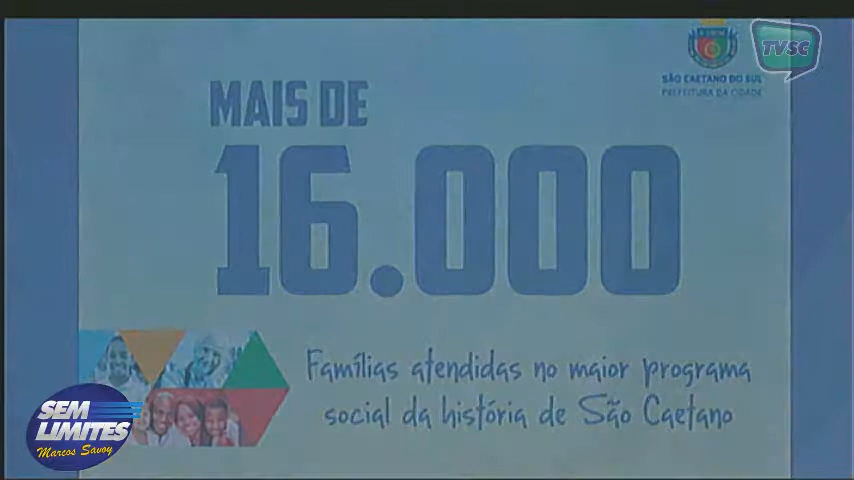 TVSC
SÃO CAETANO DO SUL
PREFEITURA DA CIDADE
MAIS DE
16.000
Famílias atendidas no maior programa
social da história de São Caetano
SEM
LIMITES
Marcos Savoy